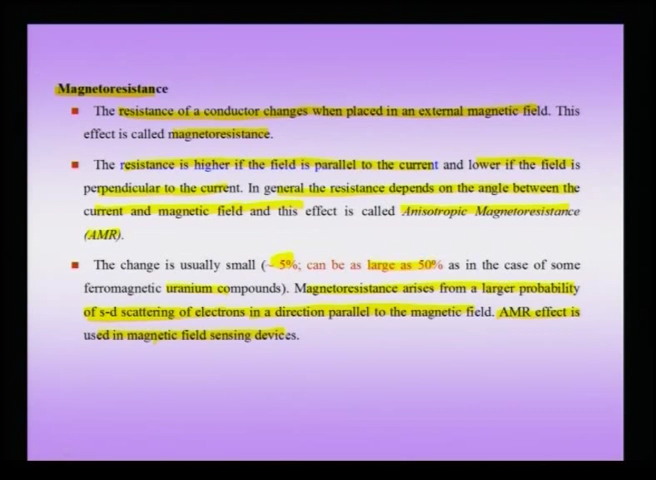 Magnetoresistance
▪ The resistance of a conductor changes when placed in an external magnetic field. This
effect is called magnetoresistance.
▪ The resistance is higher if the field is parallel to the current and lower if the field is
perpendicular to the current. In general the resistance depends on the angle between the
current and magnetic field and this effect is called Anisotropic Magnetoresistance
(AMR).
▪ The change is usually small (~ 5%; can be as large as 50% as in the case of some
ferromagnetic uranium compounds). Magnetoresistance arises from a larger probability
of s-d scattering of electrons in a direction parallel to the magnetic field. AMR effect is
used in magnetic field sensing devices.